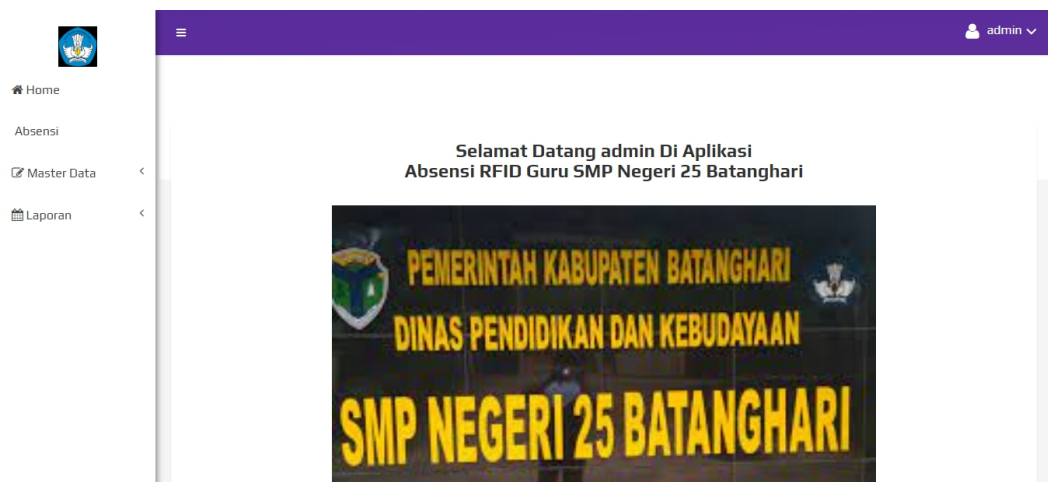 admin
Home
Absensi
Master Data
Laporan
Selamat Datang admin Di Aplikasi
Absensi RFID Guru SMP Negeri 25 Batanghari
PEMERINTAH KABUPATEN BATANGHARI
DINAS PENDIDIKAN DAN KEBUDAYAAN
SMP NEGERI 25 BATANGHARI